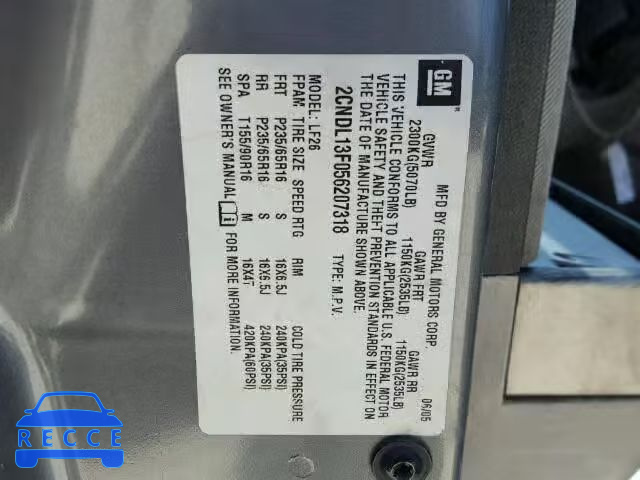 GM
MFD BY GENERAL MOTORS CORP
06/05
GVWR GAWR FRT GAWR RR
2300KG(5070LB) 1150KG(2535LB) 1150KG(2535LB)
THIS VEHICLE CONFORMS TO ALL APPLICABLE U.S. FEDERAL MOTOR
VEHICLE SAFETY AND THEFT PREVENTION STANDARDS IN EFFECT ON
THE DATE OF MANUFACTURE SHOWN ABOVE.
2CNDL13F056207318 TYPE: M.P.V.
MODEL: LF26
FPAM TIRE SIZE SPEED RTG RIM COLD TIRE PRESSURE
FRT P235/65R16 S 16X6.5J 240KPA(35PSI)
RR P235/65R16 S 16X6.5J 240KPA(35PSI)
SPA T155/90R16 M 16X4T 420KPA(60PSI)
SEE OWNER'S MANUAL FOR MORE INFORMATION.
RECCE